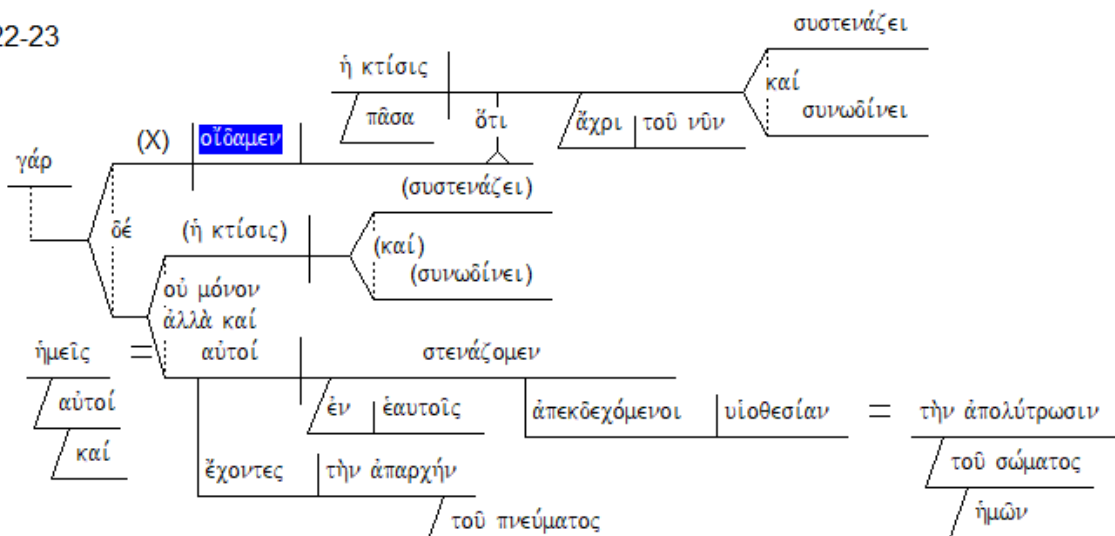 22-23
συστενάζει
ἡ κτίσις
καί
πᾶσα
ὅτι
ἄχρι τοῦ νῦν
συνωδίνει
(X) οἴδαμεν
γάρ
(συστενάζει)
δέ
(ἡ κτίσις)
(καί)
(συνωδίνει)
οὐ μόνον
ἀλλὰ καί
ἡμεῖς = αὐτοί στενάζομεν
αὐτοί
ἐν ἑαυτοῖς
ἀπεκδεχόμενοι υἱοθεσίαν = τὴν ἀπολύτρωσιν
καί
ἔχοντες τὴν ἀπαρχήν
τοῦ σώματος
τοῦ πνεύματος
ἡμῶν